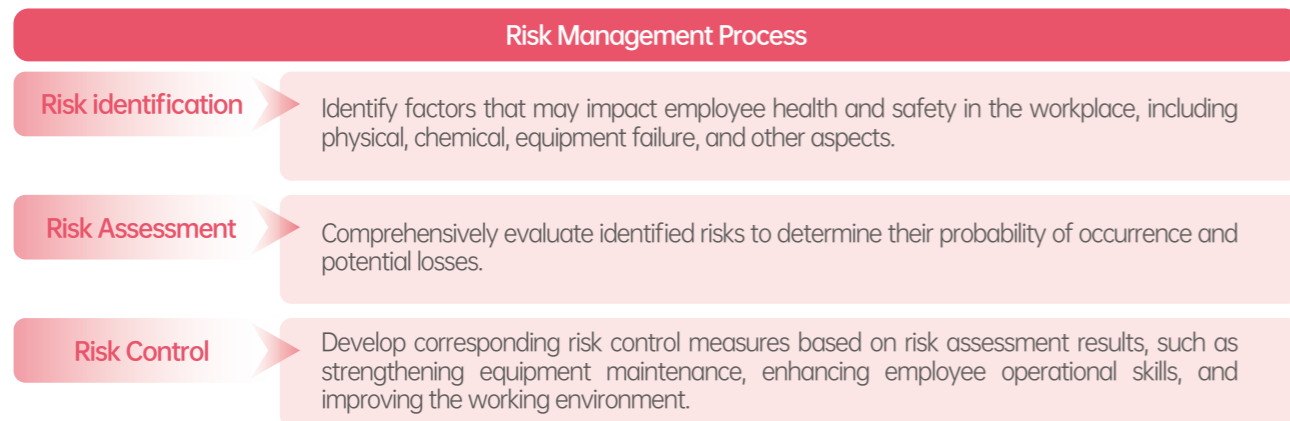 Risk Management Process
Risk identification
Identify factors that may impact employee health and safety in the workplace, including
physical, chemical, equipment failure, and other aspects.
Risk Assessment
Comprehensively evaluate identified risks to determine their probability of occurrence and
potential losses.
Risk Control
Develop corresponding risk control measures based on risk assessment results, such as
strengthening equipment maintenance, enhancing employee operational skills, and
improving the working environment.